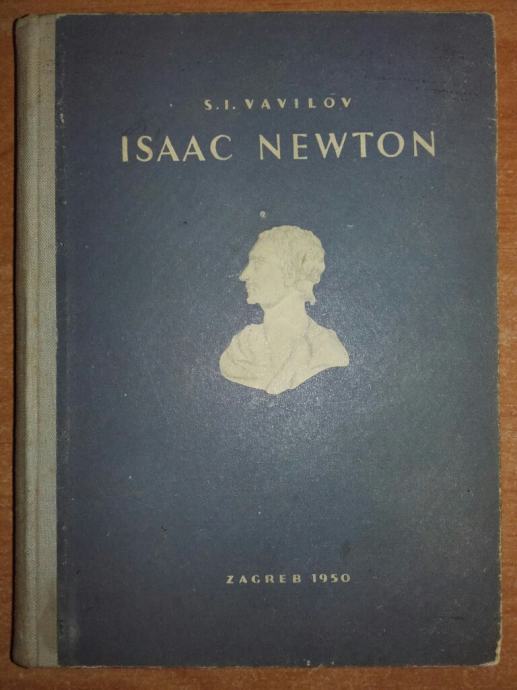 S. I. VAVILOV
ISAAC NEWTON
ZAGREB 1950